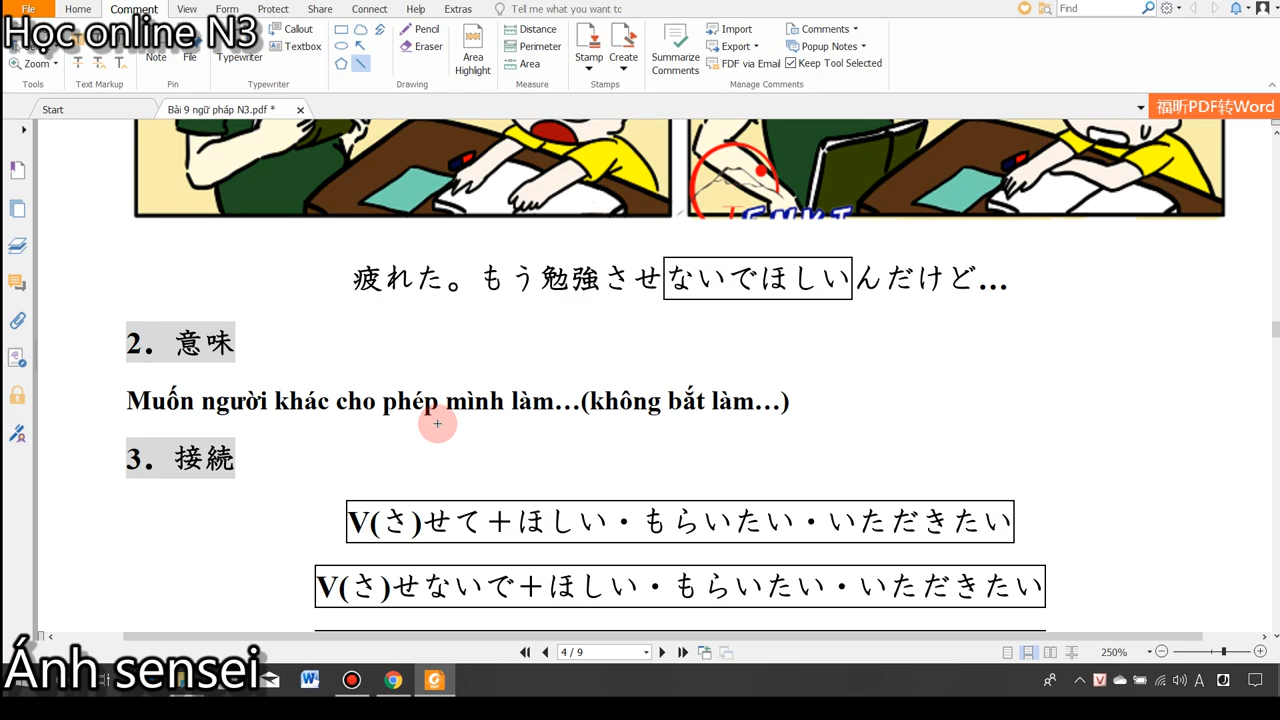 File Home Comment View Form Protect Share Connect Help Extras Tell me what you want tc Find
Học online N3
Callout
Textbox
Pencil
Eraser
Distance
Perimeter
Area
Import
Export
FDF via Email
Comments
Popup Notes
Keep Tool Selected
Zoom
Note File Typewriter Area Highlight Stamp Create Summarize Comments
Tools Text Markup Pin Typewriter Drawing Measure Stamps Manage Comments
Start Bài 9 ngữ pháp N3.pdf * 福昕PDF转Word
疲れた。もう勉強させないでほしいんだけど…
2．意味
Muốn người khác cho phép mình làm…(không bắt làm…)
3．接続
V(さ)せて＋ほしい・もらいたい・いただきたい
V(さ)せないで＋ほしい・もらいたい・いただきたい
4 / 9 250%
Ánh sensei